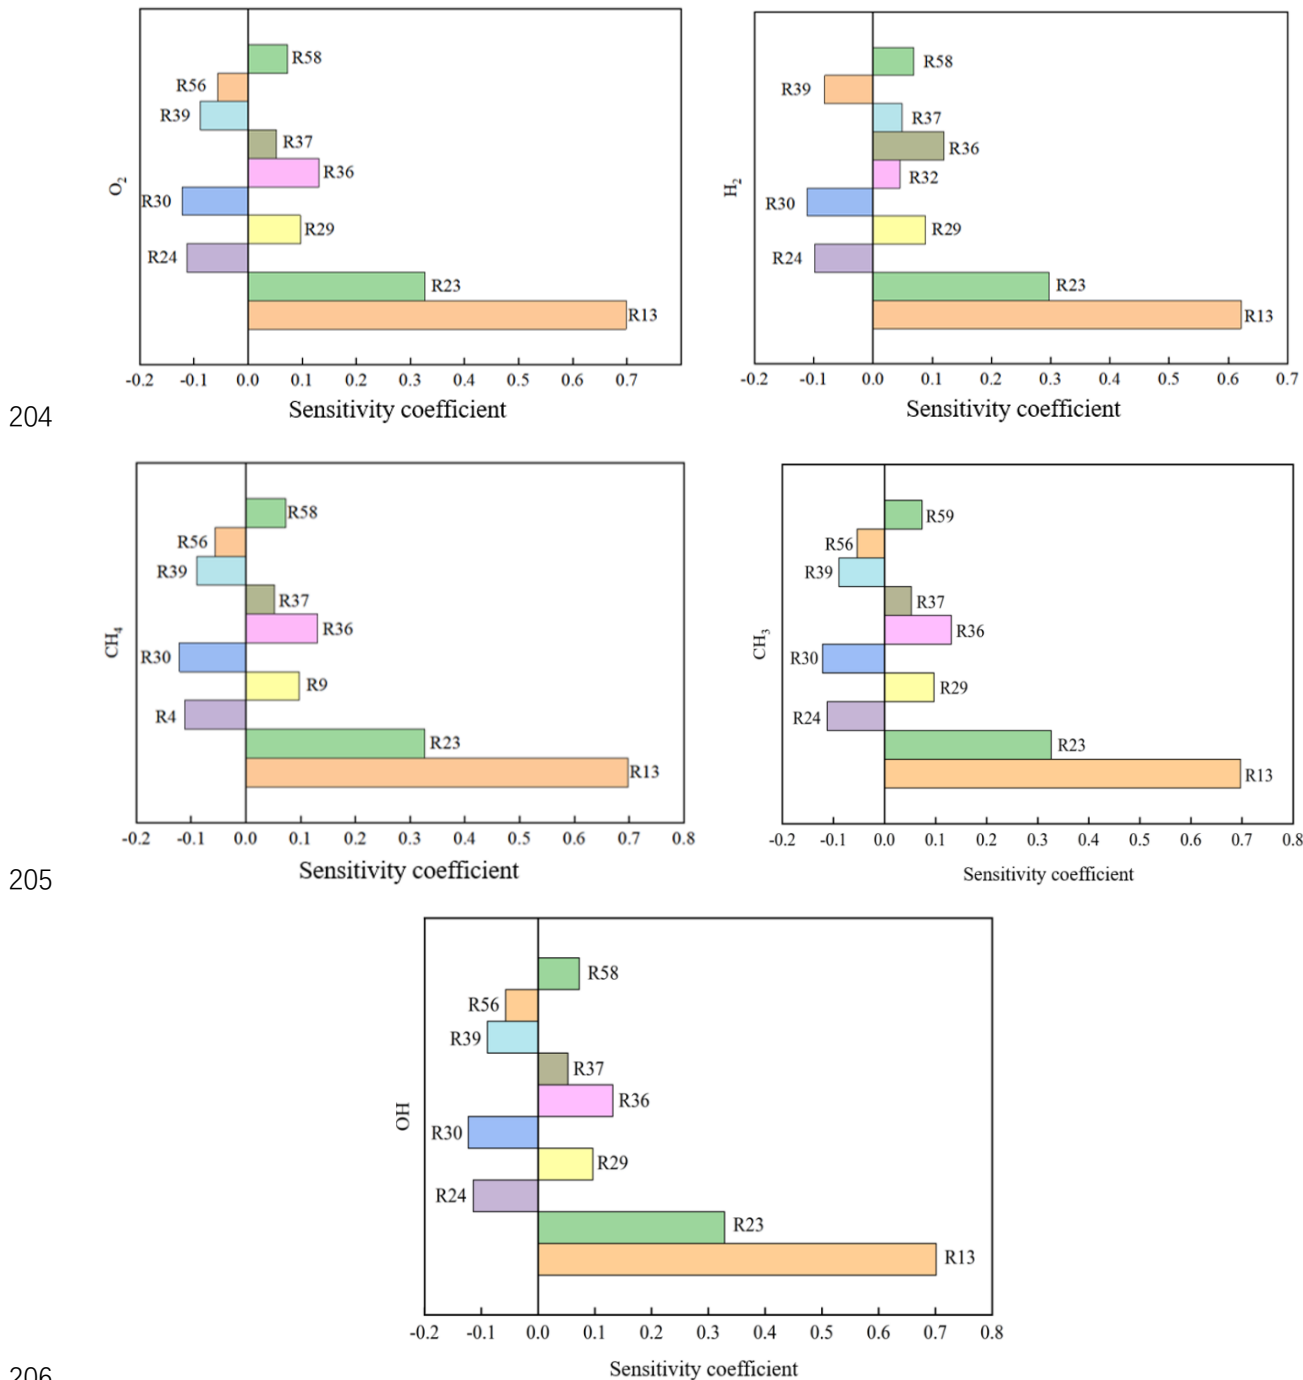 O2
R58
R56
R39
R37
R36
R30
R29
R24
R23
R13
-0.2 -0.1 0.0 0.1 0.2 0.3 0.4 0.5 0.6 0.7
Sensitivity coefficient
H2
R58
R39
R37
R36
R32
R30
R29
R24
R23
R13
-0.2 -0.1 0.0 0.1 0.2 0.3 0.4 0.5 0.6 0.7
Sensitivity coefficient
204
CH4
R58
R56
R39
R37
R36
R30
R9
R4
R23
R13
-0.2 -0.1 0.0 0.1 0.2 0.3 0.4 0.5 0.6 0.7 0.8
Sensitivity coefficient
CH3
R59
R56
R39
R37
R36
R30
R29
R24
R23
R13
-0.2 -0.1 0.0 0.1 0.2 0.3 0.4 0.5 0.6 0.7 0.8
Sensitivity coefficient
205
OH
R58
R56
R39
R37
R36
R30
R29
R24
R23
R13
-0.2 -0.1 0.0 0.1 0.2 0.3 0.4 0.5 0.6 0.7 0.8
Sensitivity coefficient
206